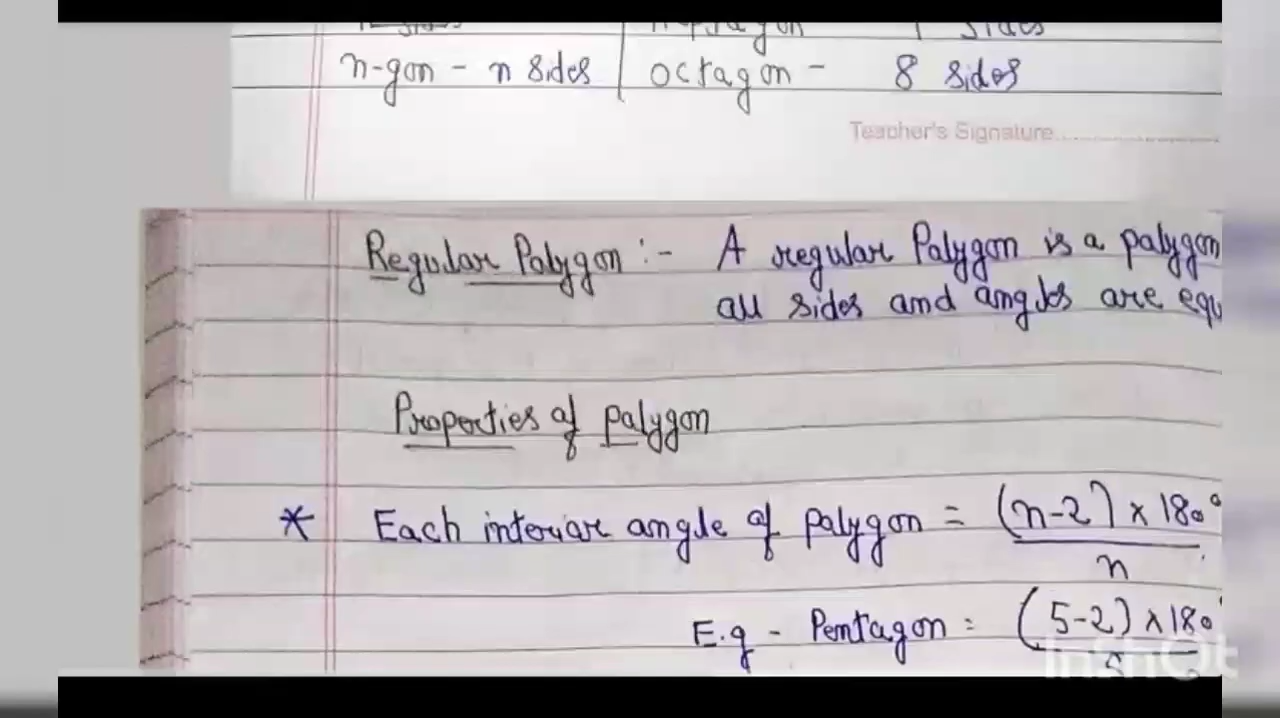 n-gon - n sides | octagon - 8 sides
Teacher's Signature
Regular Polygon :- A regular Polygon is a polygon
all sides and angles are equ
Properties of polygon
* Each interior angle of polygon = (n-2) × 180°
n
E.g - Pentagon = (5-2) × 180°
InShOt